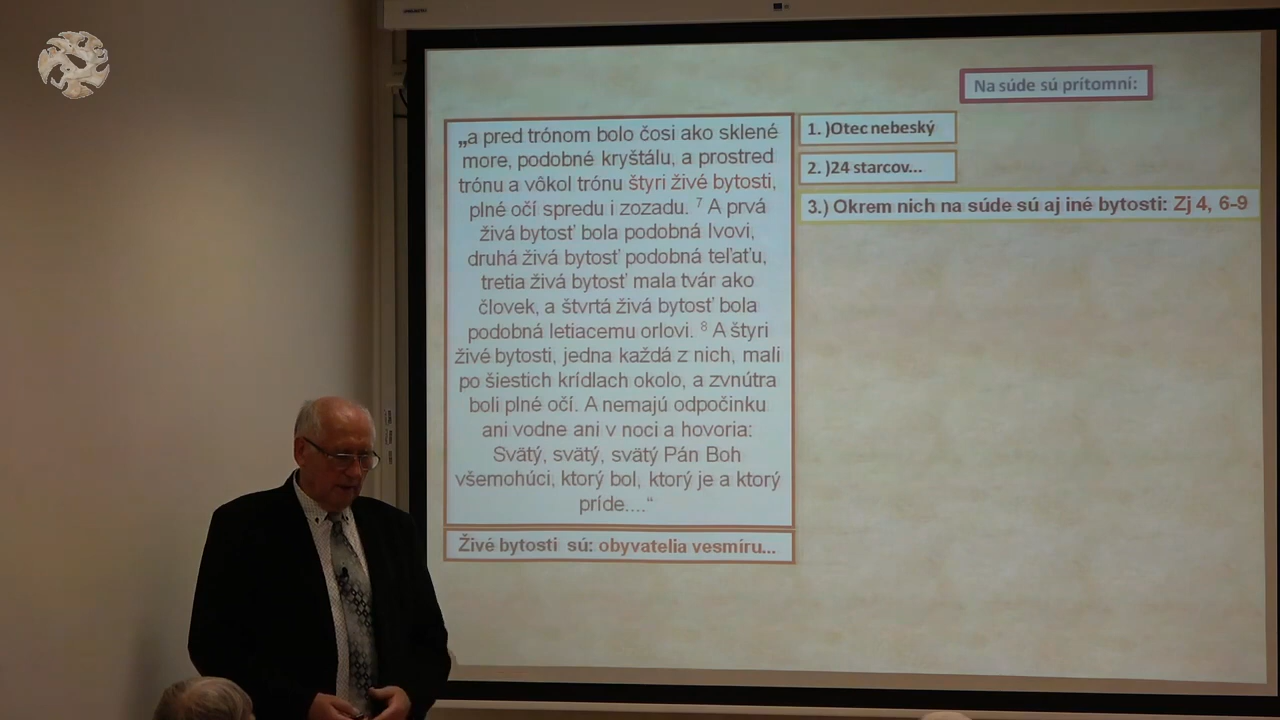 Na súde sú prítomní:
„a pred trónom bolo čosi ako sklené
more, podobné kryštálu, a prostred
trónu a vôkol trónu štyri živé bytosti,
plné očí spredu i zozadu. ⁷ A prvá
živá bytosť bola podobná lvovi,
druhá živá bytosť podobná teľaťu,
tretia živá bytosť mala tvár ako
človek, a štvrtá živá bytosť bola
podobná letiacemu orlovi. ⁸ A štyri
živé bytosti, jedna každá z nich, mali
po šiestich krídlach okolo, a zvnútra
boli plné očí. A nemajú odpočinku
ani vodne ani v noci a hovoria:
Svätý, svätý, svätý Pán Boh
všemohúci, ktorý bol, ktorý je a ktorý
príde....“
Živé bytosti sú: obyvatelia vesmíru...
1. )Otec nebeský
2. )24 starcov...
3.) Okrem nich na súde sú aj iné bytosti: Zj 4, 6-9